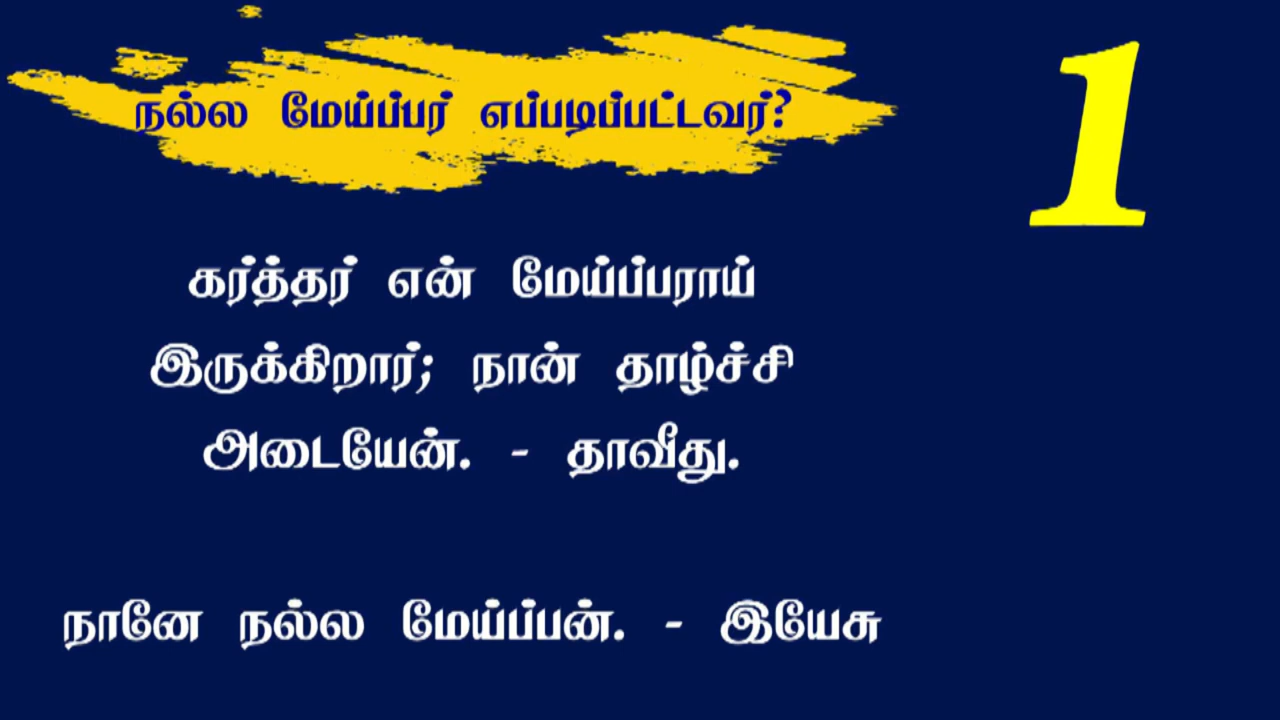 நல்ல மேய்ப்பர் எப்படிப்பட்டவர்?
1
கர்த்தர் என் மேய்ப்பராய்
இருக்கிறார்; நான் தாழ்ச்சி
அடையேன். - தாவீது.
நானே நல்ல மேய்ப்பன். - இயேசு